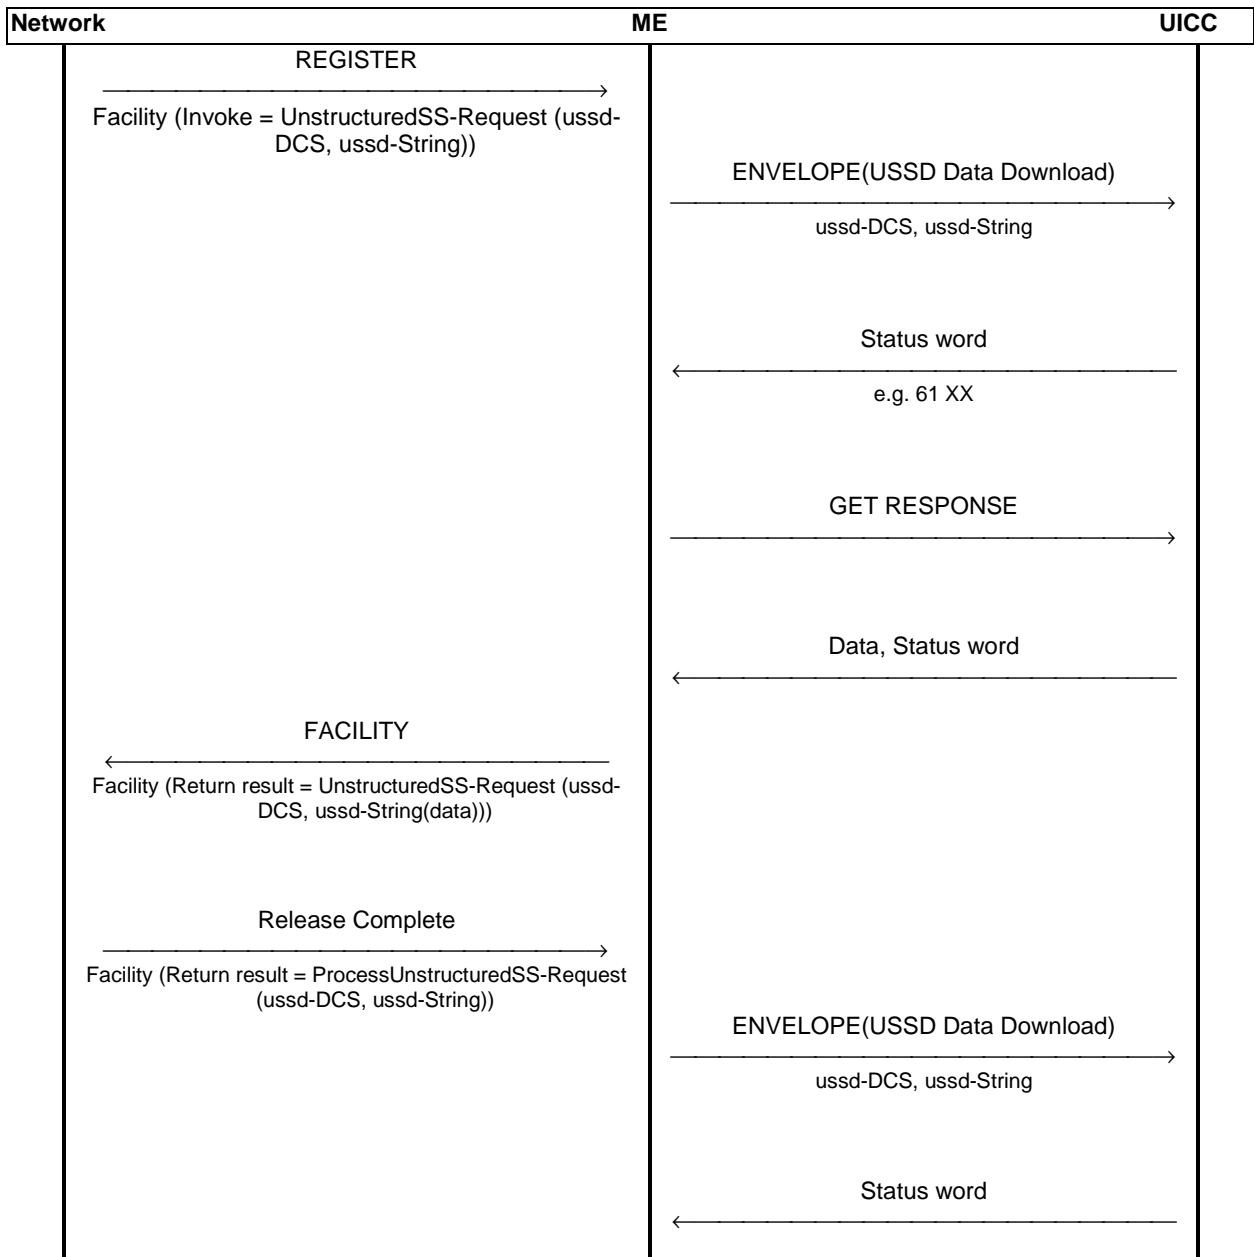 Network ME UICC
REGISTER
Facility (Invoke = UnstructuredSS-Request (ussd-
DCS, ussd-String))
ENVELOPE(USSD Data Download)
ussd-DCS, ussd-String
Status word
e.g. 61 XX
GET RESPONSE
Data, Status word
FACILITY
Facility (Return result = UnstructuredSS-Request (ussd-
DCS, ussd-String(data)))
Release Complete
Facility (Return result = ProcessUnstructuredSS-Request
(ussd-DCS, ussd-String))
ENVELOPE(USSD Data Download)
ussd-DCS, ussd-String
Status word